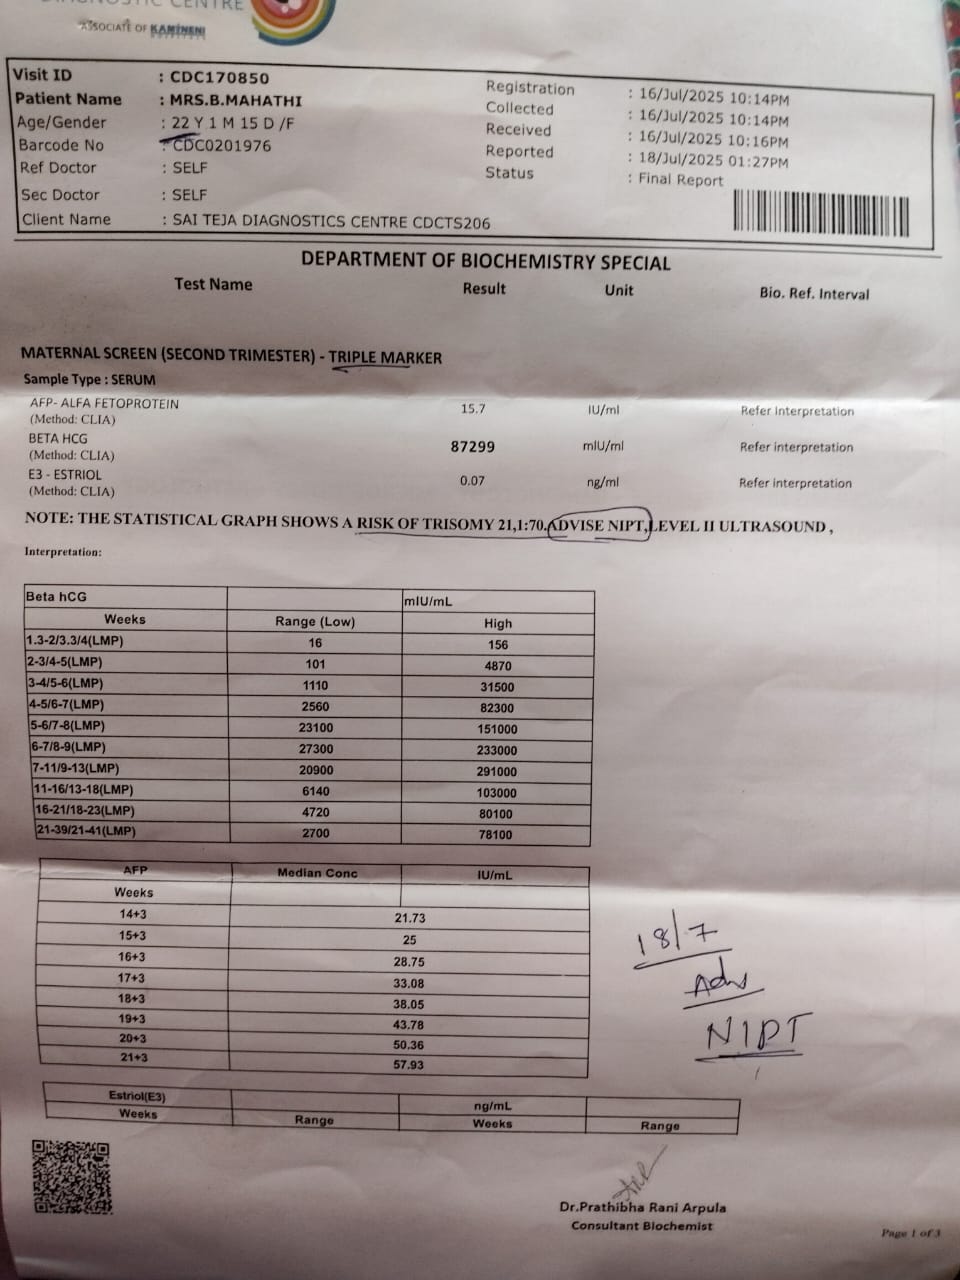 DIAGNOSTIC CENTRE
ASSOCIATE OF KAMINENI
Visit ID : CDC170850
Patient Name : MRS.B.MAHATHI
Age/Gender : 22 Y 1 M 15 D /F
Barcode No : CDC0201976
Ref Doctor : SELF
Sec Doctor : SELF
Client Name : SAI TEJA DIAGNOSTICS CENTRE CDCTS206
Registration : 16/Jul/2025 10:14PM
Collected : 16/Jul/2025 10:14PM
Received : 16/Jul/2025 10:16PM
Reported : 18/Jul/2025 01:27PM
Status : Final Report
DEPARTMENT OF BIOCHEMISTRY SPECIAL
Test Name Result Unit Bio. Ref. Interval
MATERNAL SCREEN (SECOND TRIMESTER) - TRIPLE MARKER
Sample Type : SERUM
AFP- ALFA FETOPROTEIN 15.7 IU/ml Refer Interpretation
(Method: CLIA)
BETA HCG 87299 mIU/ml Refer interpretation
(Method: CLIA)
E3 - ESTRIOL 0.07 ng/ml Refer interpretation
(Method: CLIA)
NOTE: THE STATISTICAL GRAPH SHOWS A RISK OF TRISOMY 21,1:70.ADVISE NIPT,LEVEL II ULTRASOUND ,
Interpretation:
Beta hCG mIU/mL
Weeks Range (Low) High
1.3-2/3.3/4(LMP) 16 156
2-3/4-5(LMP) 101 4870
3-4/5-6(LMP) 1110 31500
4-5/6-7(LMP) 2560 82300
5-6/7-8(LMP) 23100 151000
6-7/8-9(LMP) 27300 233000
7-11/9-13(LMP) 20900 291000
11-16/13-18(LMP) 6140 103000
16-21/18-23(LMP) 4720 80100
21-39/21-41(LMP) 2700 78100
AFP Median Conc IU/mL
Weeks
14+3 21.73
15+3 25
16+3 28.75
17+3 33.08
18+3 38.05
19+3 43.78
20+3 50.36
21+3 57.93
18/7
Adv
NIPT
Estriol(E3) ng/mL
Weeks Range Weeks Range
Dr.Prathibha Rani Arpula
Consultant Biochemist
Page 1 of 3